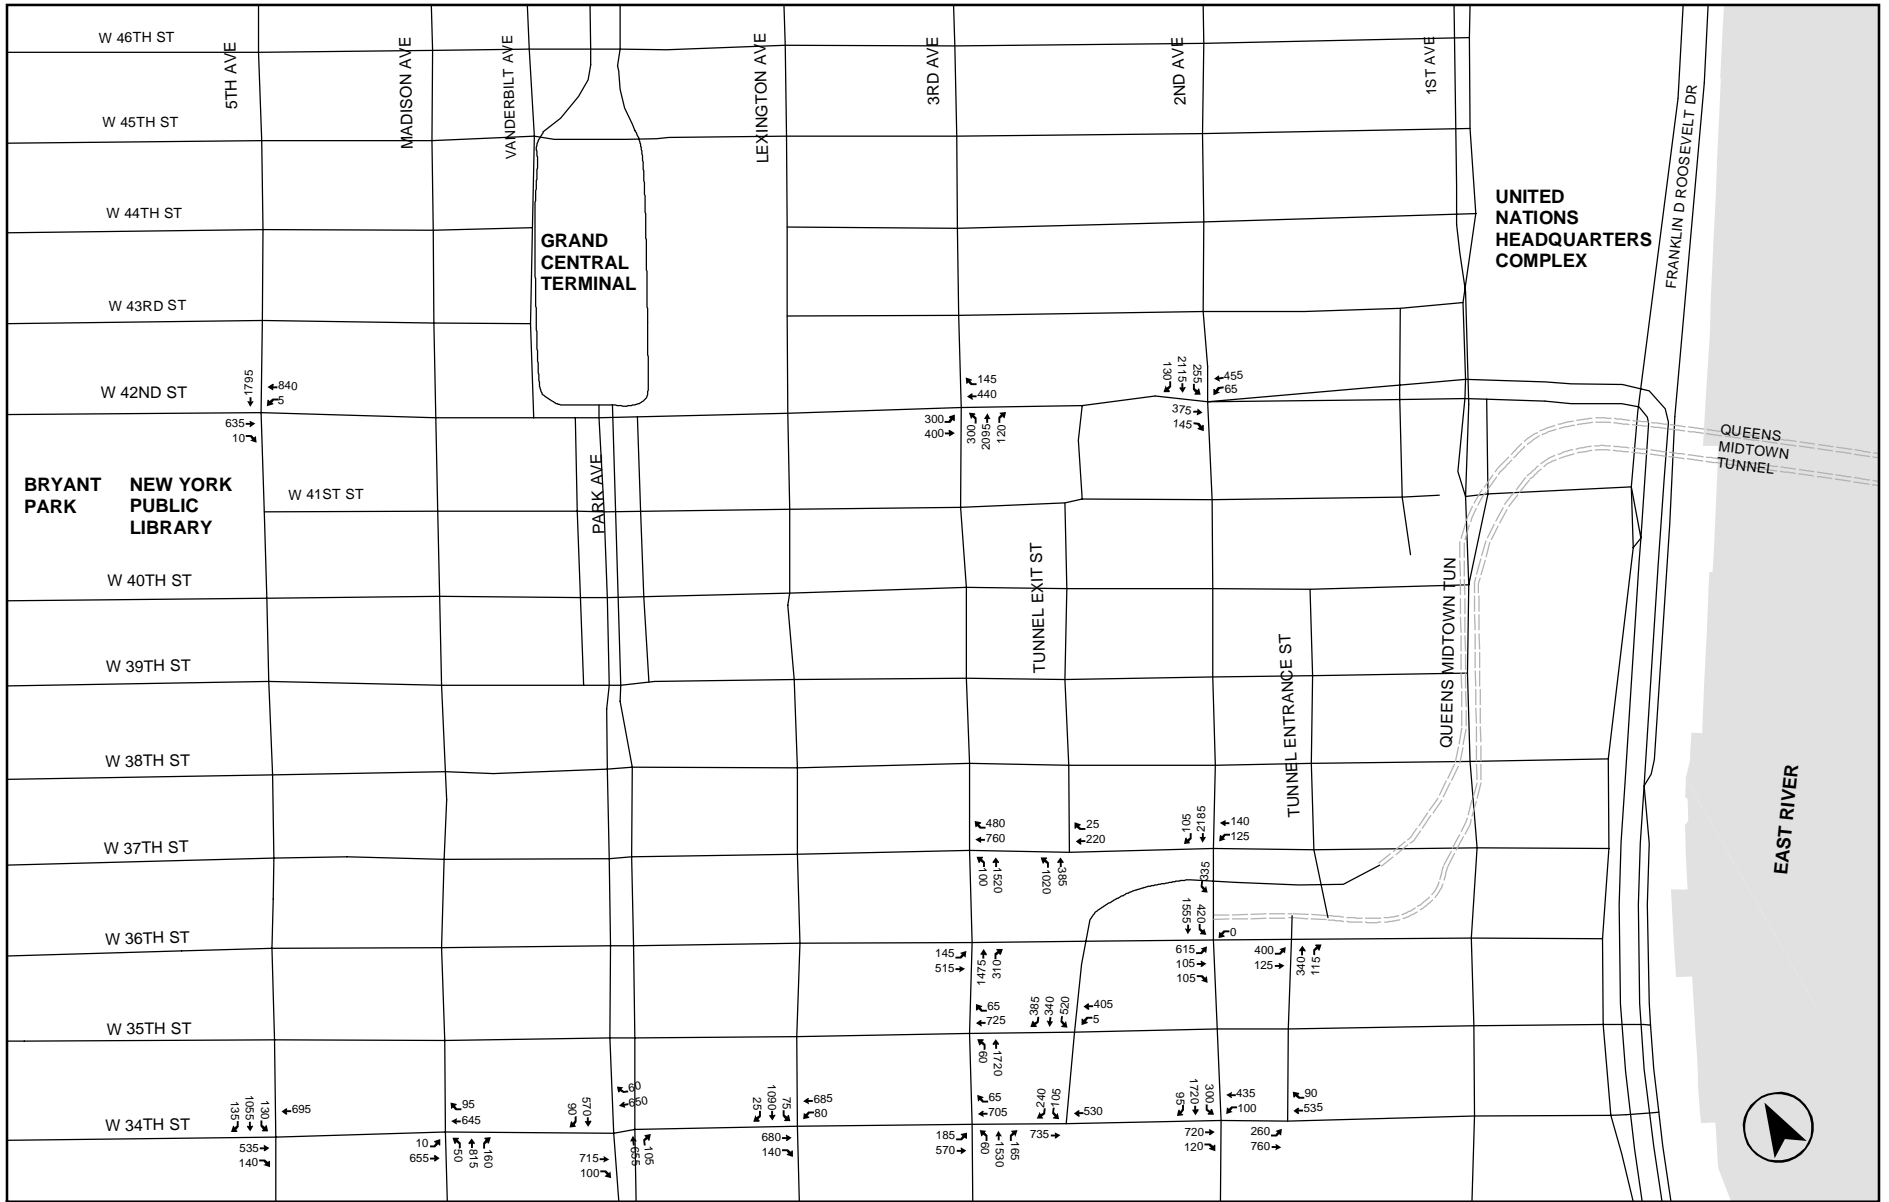 W 46TH ST
5TH AVE
MADISON AVE
VANDERBILT AVE
LEXINGTON AVE
3RD AVE
2ND AVE
1ST AVE
FRANKLIN D ROOSEVELT DR
W 45TH ST
W 44TH ST
UNITED
NATIONS
HEADQUARTERS
COMPLEX
GRAND
CENTRAL
TERMINAL
W 43RD ST
W 42ND ST
1795
840
5
635
10
145
440
300
400
300
2095
120
130
2115
255
455
65
375
145
QUEENS
MIDTOWN
TUNNEL
BRYANT
PARK
NEW YORK
PUBLIC
LIBRARY
W 41ST ST
PARK AVE
W 40TH ST
TUNNEL EXIT ST
QUEENS MIDTOWN TUN
W 39TH ST
TUNNEL ENTRANCE ST
W 38TH ST
EAST RIVER
W 37TH ST
480
760
100
1520
25
220
1020
385
105
2185
140
125
335
W 36TH ST
145
515
1475
310
1555
420
0
615
105
105
400
125
340
115
W 35TH ST
65
725
60
1720
385
340
520
405
5
W 34TH ST
135
1055
130
695
535
140
95
645
10
655
50
815
160
90
570
60
650
715
100
655
105
25
1090
75
685
80
680
140
65
705
185
570
60
1530
165
240
105
530
735
95
1720
300
435
100
720
120
90
535
260
760